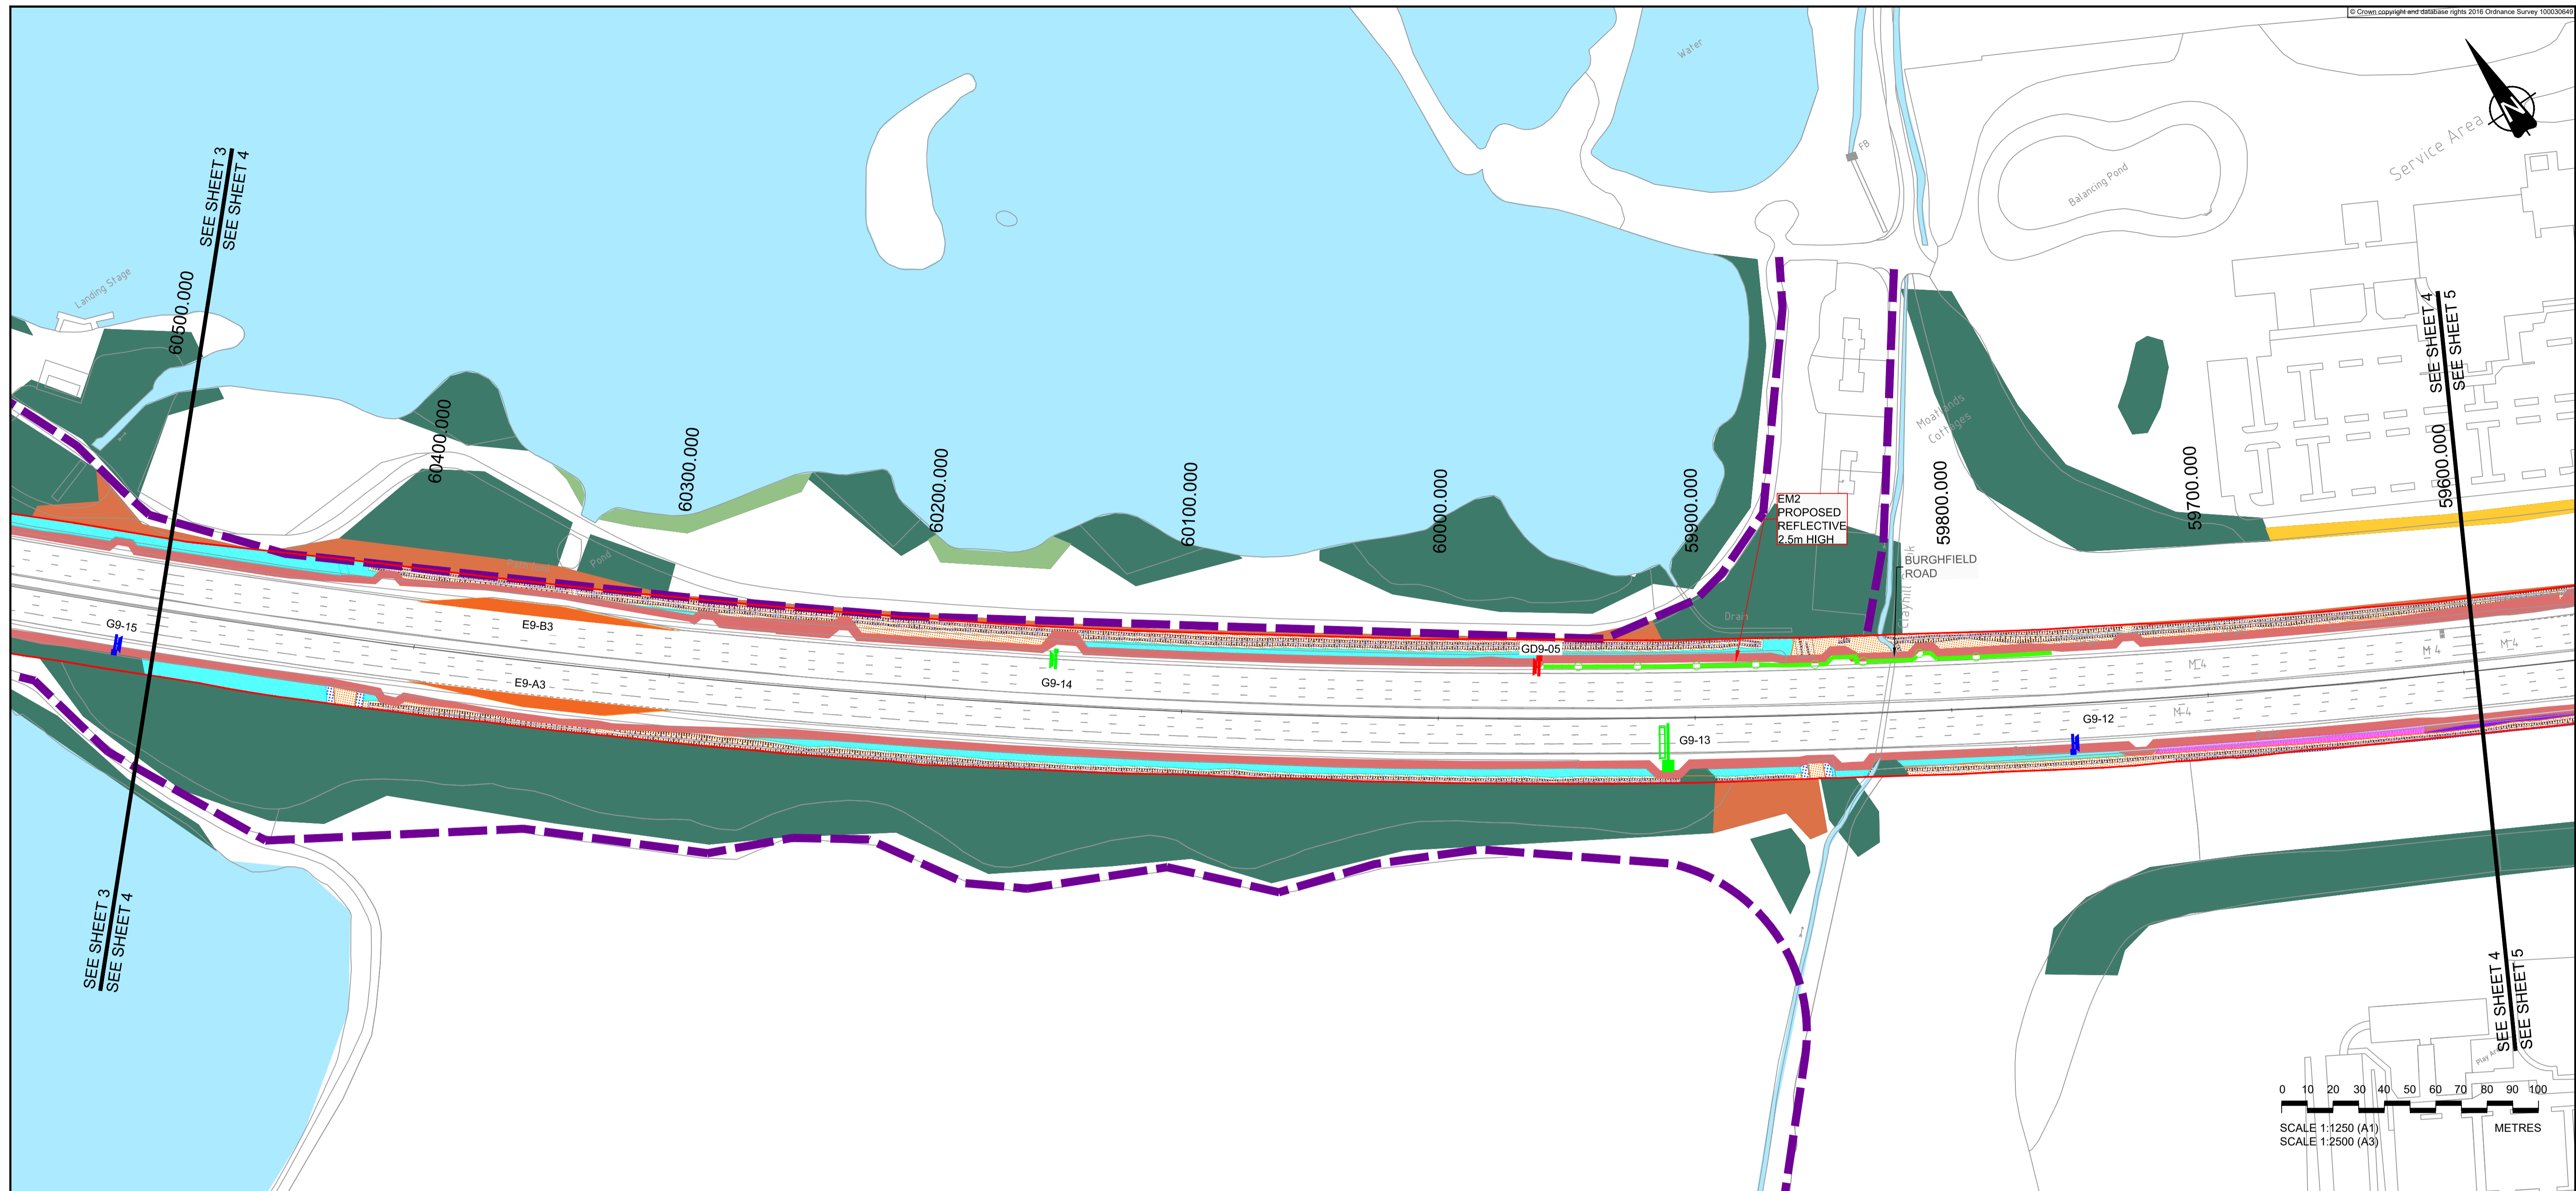 © Crown copyright and database rights 2016 Ordnance Survey 100030649
Water
FB
Balancing Pond
Service Area
N
SEE SHEET 3
SEE SHEET 4
Landing Stage
60500.000
60400.000
60300.000
60200.000
60100.000
60000.000
59900.000
59800.000
59700.000
59600.000
SEE SHEET 4
SEE SHEET 5
Moatlands
Cottages
EM2
PROPOSED
REFLECTIVE
2.5m HIGH
BURGHFIELD
ROAD
Pond
Drain
G9-15
E9-B3
E9-A3
G9-14
GD9-05
G9-13
G9-12
M-4
M-4
M-4
M-4
SEE SHEET 3
SEE SHEET 4
SEE SHEET 4
SEE SHEET 5
0 10 20 30 40 50 60 70 80 90 100
SCALE 1:1250 (A1) METRES
SCALE 1:2500 (A3)